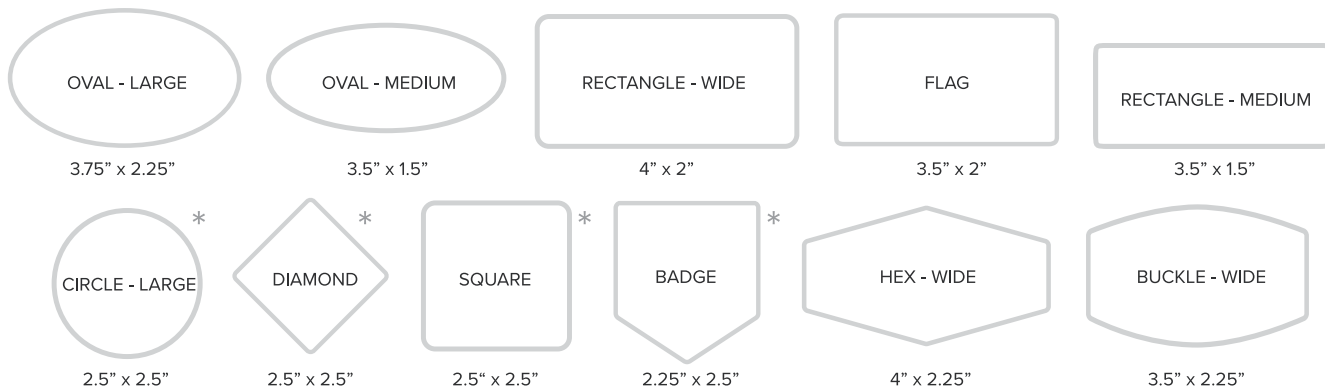 OVAL - LARGE
OVAL - MEDIUM
RECTANGLE - WIDE
FLAG
RECTANGLE - MEDIUM
3.75” x 2.25”
3.5” x 1.5”
4” x 2”
3.5” x 2”
3.5” x 1.5”
*
*
*
*
CIRCLE - LARGE
DIAMOND
SQUARE
BADGE
HEX - WIDE
BUCKLE - WIDE
2.5” x 2.5”
2.5” x 2.5”
2.5“ x 2.5”
2.25” x 2.5”
4” x 2.25”
3.5” x 2.25”